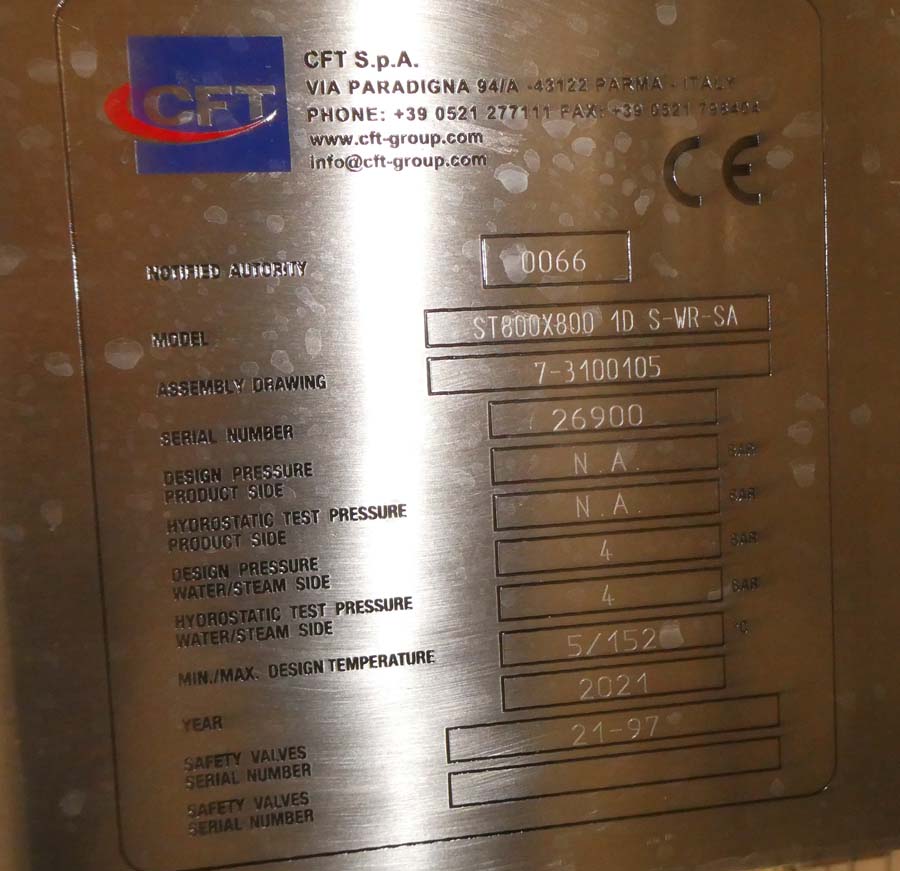 CFT
CFT S.p.A.
VIA PARADIGNA 94/A -43122 PARMA - ITALY
PHONE: +39 0521 277111 FAX: +39 0521 798404
www.cft-group.com
info@cft-group.com
CE
NOTIFIED AUTORITY 0066
MODEL ST800X800 1D S-WR-SA
ASSEMBLY DRAWING 7-3100105
SERIAL NUMBER 26900
DESIGN PRESSURE
PRODUCT SIDE N.A. BAR
HYDROSTATIC TEST PRESSURE
PRODUCT SIDE N.A. BAR
DESIGN PRESSURE
WATER/STEAM SIDE 4 BAR
HYDROSTATIC TEST PRESSURE
WATER/STEAM SIDE 4 BAR
MIN./MAX. DESIGN TEMPERATURE 5/152 °C
YEAR 2021
SAFETY VALVES
SERIAL NUMBER 21-97
SAFETY VALVES
SERIAL NUMBER